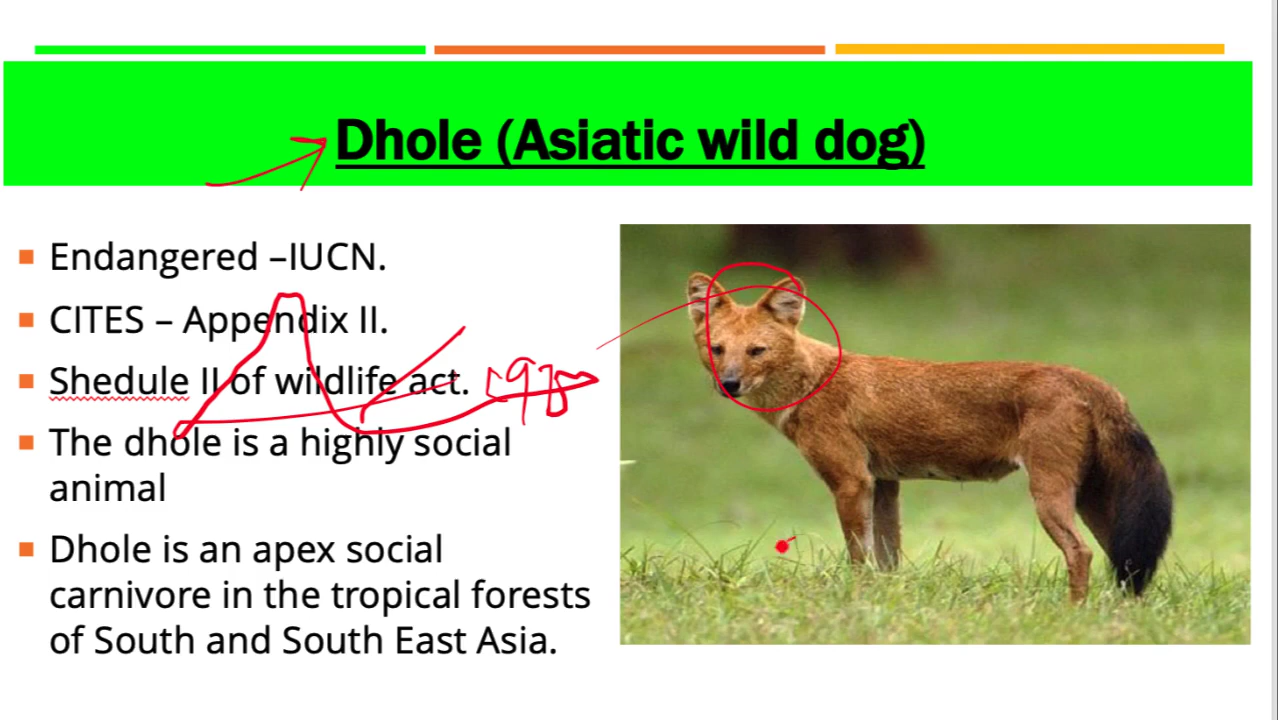 Dhole (Asiatic wild dog)
Endangered –IUCN.
CITES – Appendix II.
Shedule II of wildlife act.
The dhole is a highly social
animal
Dhole is an apex social
carnivore in the tropical forests
of South and South East Asia.